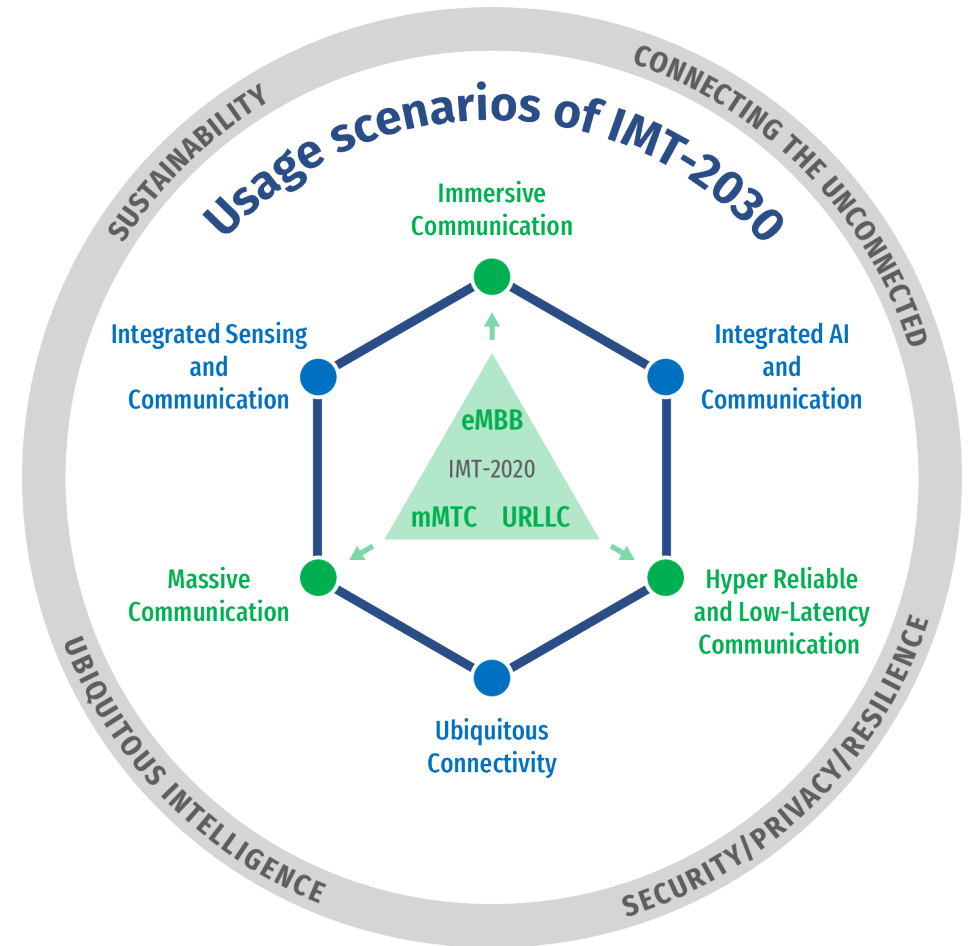 SUSTAINABILITY
CONNECTING THE UNCONNECTED
Usage scenarios of IMT-2030
Immersive
Communication
Integrated Sensing
and
Communication
Integrated AI
and
Communication
eMBB
IMT-2020
mMTC URLLC
Massive
Communication
Hyper Reliable
and Low-Latency
Communication
Ubiquitous
Connectivity
UBIQUITOUS INTELLIGENCE
SECURITY/PRIVACY/RESILIENCE